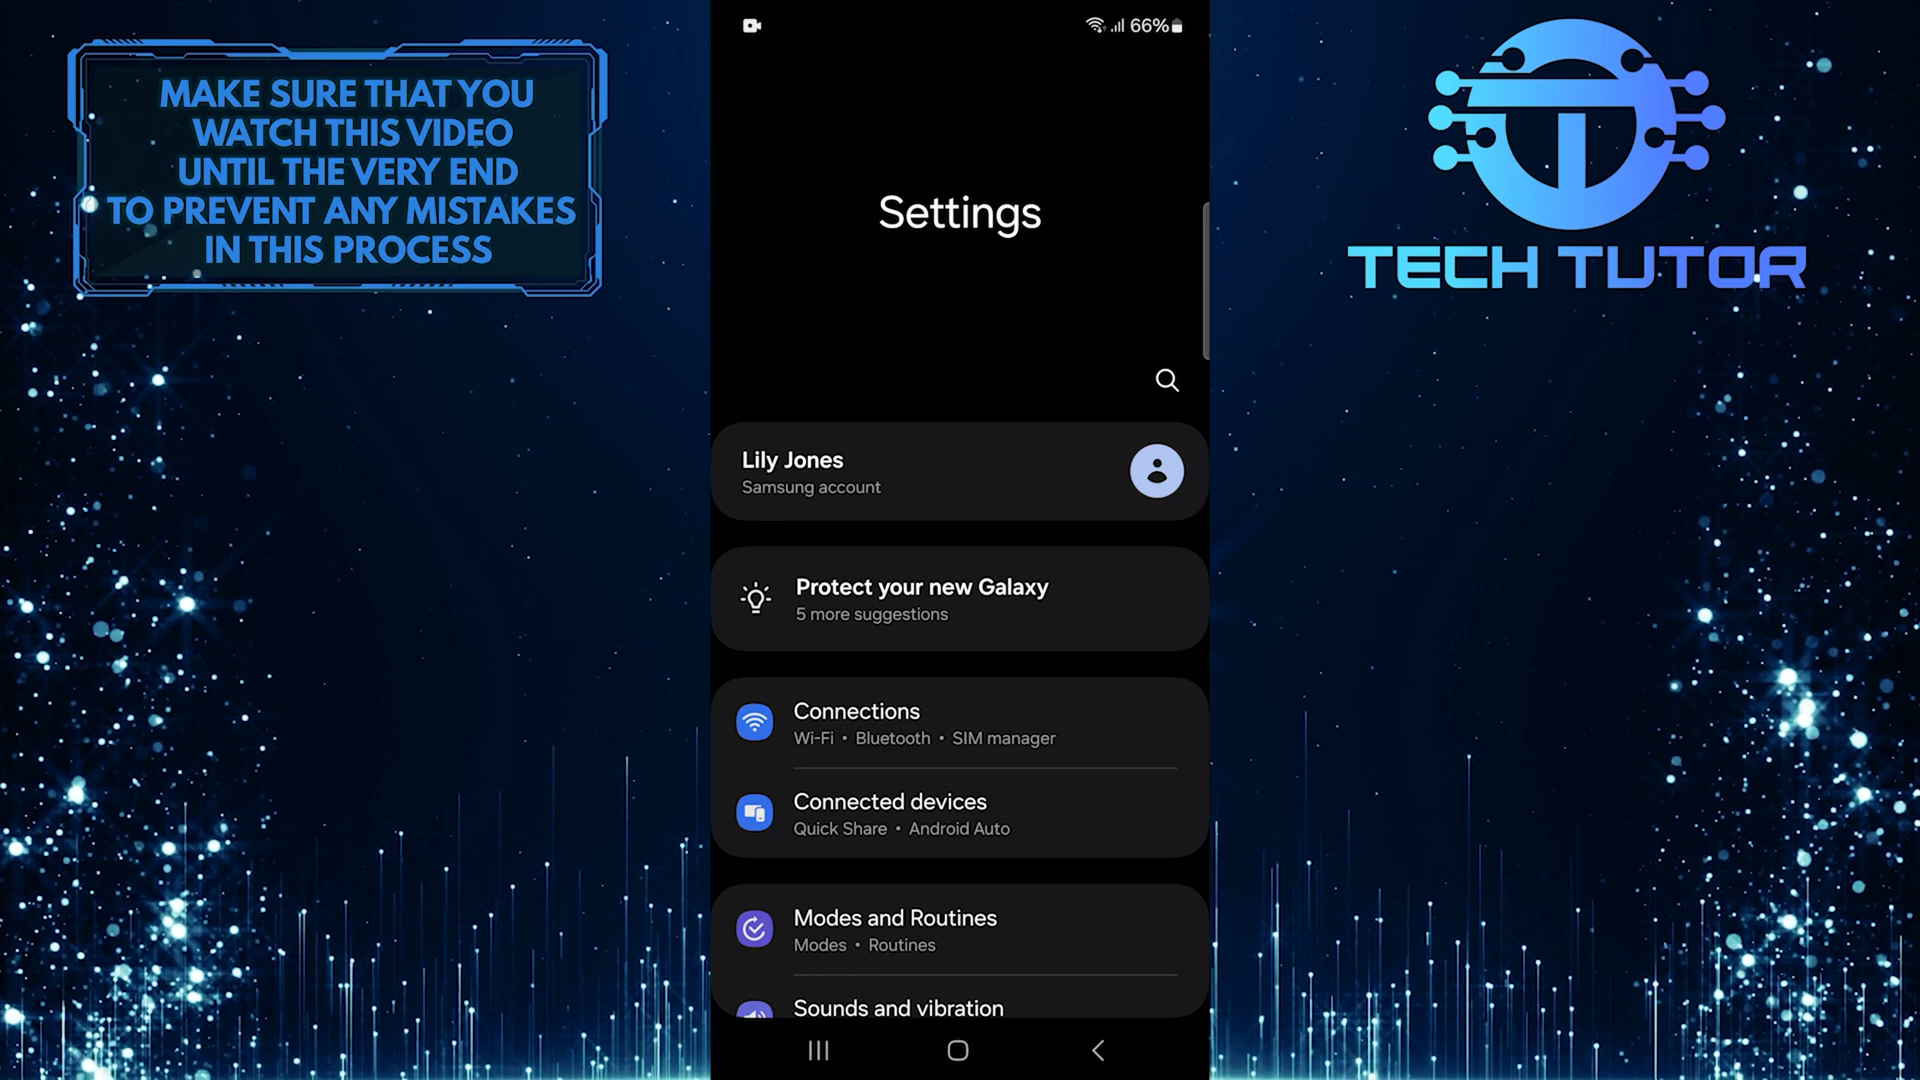 MAKE SURE THAT YOU
WATCH THIS VIDEO
UNTIL THE VERY END
TO PREVENT ANY MISTAKES
IN THIS PROCESS
66%
Settings
Lily Jones
Samsung account
Protect your new Galaxy
5 more suggestions
Connections
Wi-Fi • Bluetooth • SIM manager
Connected devices
Quick Share • Android Auto
Modes and Routines
Modes • Routines
Sounds and vibration
TECH TUTOR